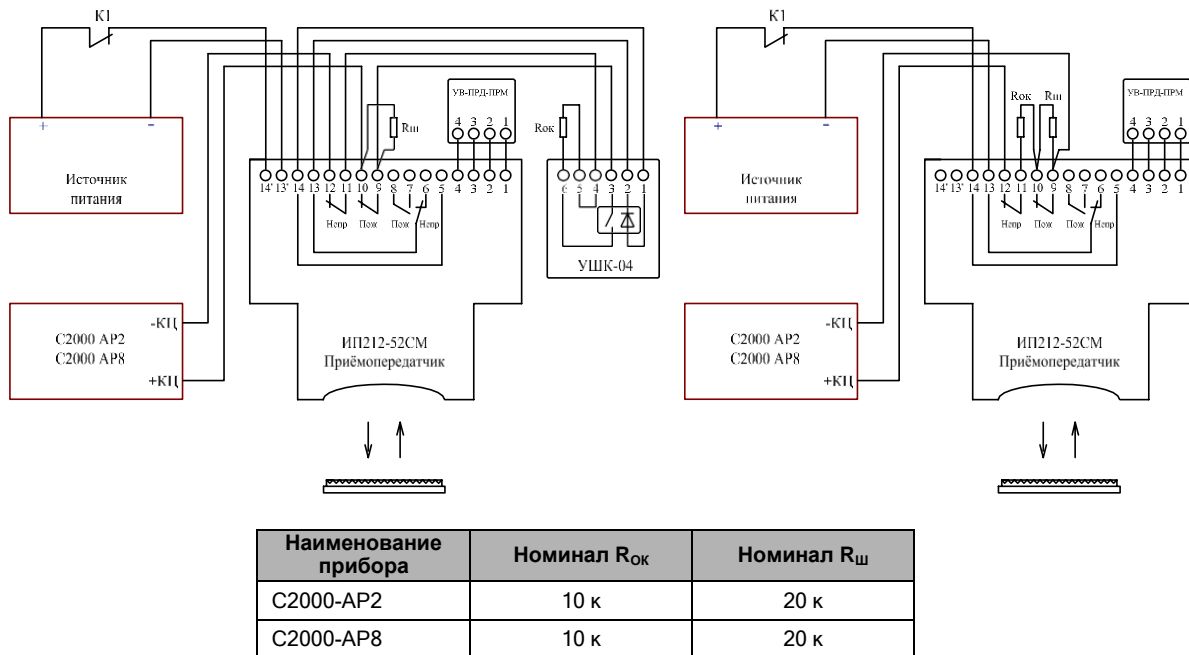 К1
+ -
Источник
питания
-КЦ
С2000 АР2
С2000 АР8
+КЦ
Rш
УВ-ПРД-ПРМ
4 3 2 1
14' 13' 14 13 12 11 10 9 8 7 6 5 4 3 2 1
Непр Пож Пож Непр
ИП212-52СМ
Приёмопередатчик
Rок
6 5 4 3 2 1
УШК-04
К1
+ -
Источник
питания
-КЦ
С2000 АР2
С2000 АР8
+КЦ
Rок Rш
УВ-ПРД-ПРМ
4 3 2 1
14' 13' 14 13 12 11 10 9 8 7 6 5 4 3 2 1
Непр Пож Пож Непр
ИП212-52СМ
Приёмопередатчик
Наименование прибора Номинал RОК Номинал RШ
С2000-АР2 10 к 20 к
С2000-АР8 10 к 20 к